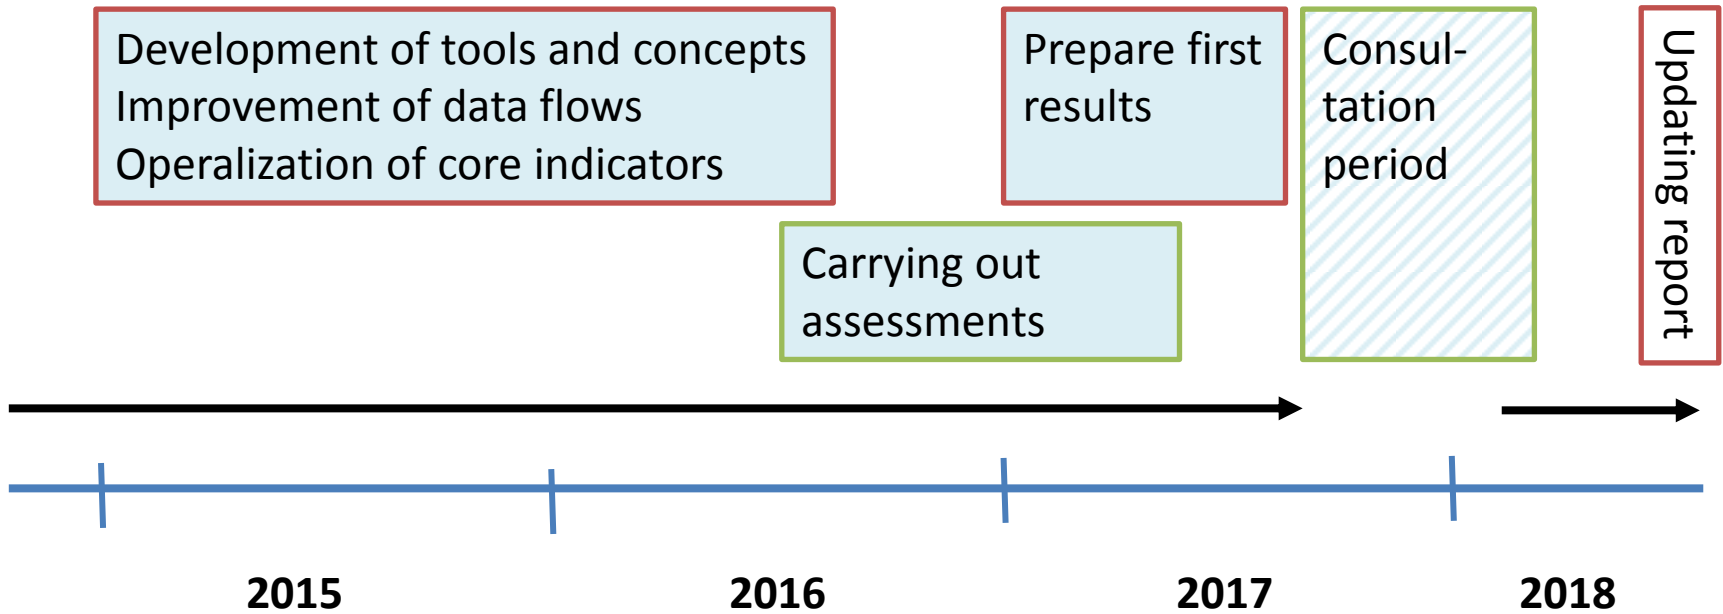 Development of tools and concepts
Improvement of data flows
Operalization of core indicators
Prepare first
results
Consul-
tation
period
Updating report
Carrying out
assessments
2015
2016
2017
2018